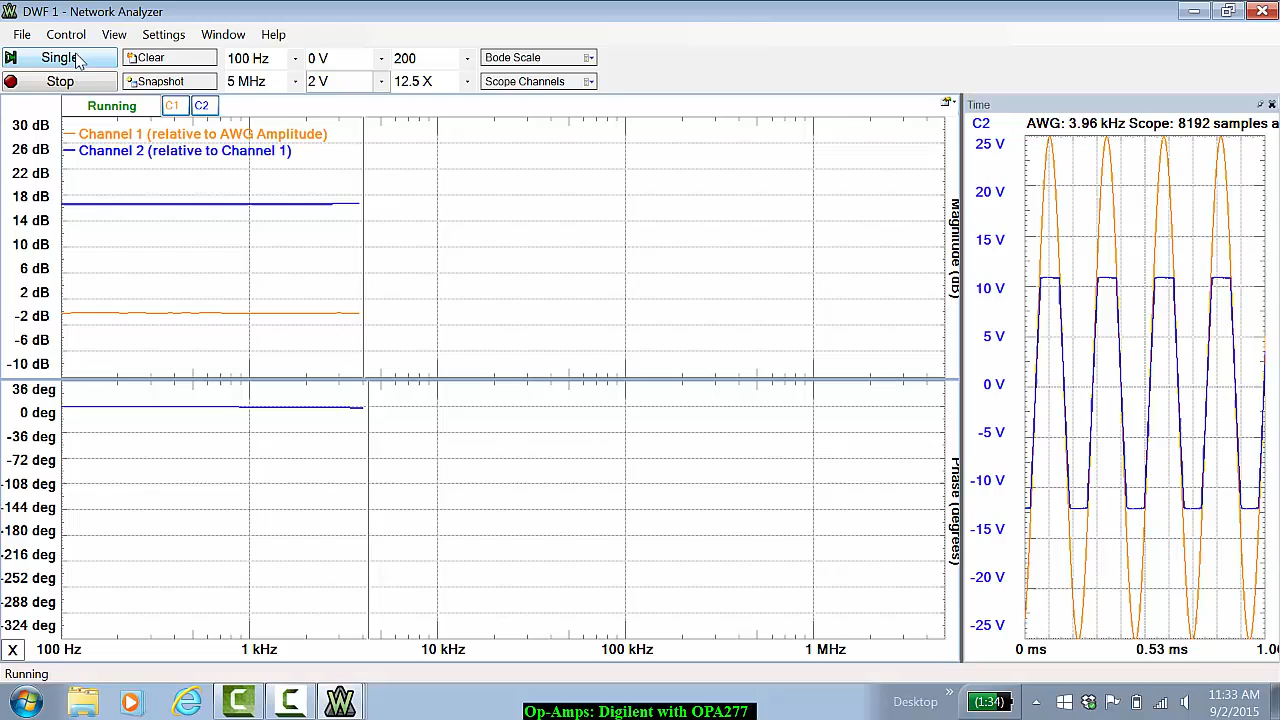 DWF 1 - Network Analyzer
File Control View Settings Window Help
Single Clear 100 Hz 0 V 200 Bode Scale
Stop Snapshot 5 MHz 2 V 12.5 X Scope Channels
Running C1 C2
Time
C2 AWG: 3.96 kHz Scope: 8192 samples a
Channel 1 (relative to AWG Amplitude)
Channel 2 (relative to Channel 1)
30 dB
26 dB
22 dB
18 dB
14 dB
10 dB
6 dB
2 dB
-2 dB
-6 dB
-10 dB
Magnitude (dB)
36 deg
0 deg
-36 deg
-72 deg
-108 deg
-144 deg
-180 deg
-216 deg
-252 deg
-288 deg
-324 deg
Phase (degrees)
X 100 Hz 1 kHz 10 kHz 100 kHz 1 MHz
25 V
20 V
15 V
10 V
5 V
0 V
-5 V
-10 V
-15 V
-20 V
-25 V
0 ms 0.53 ms 1.0
Running
Desktop
(1:34)
11:33 AM
9/2/2015
Op-Amps: Digilent with OPA277